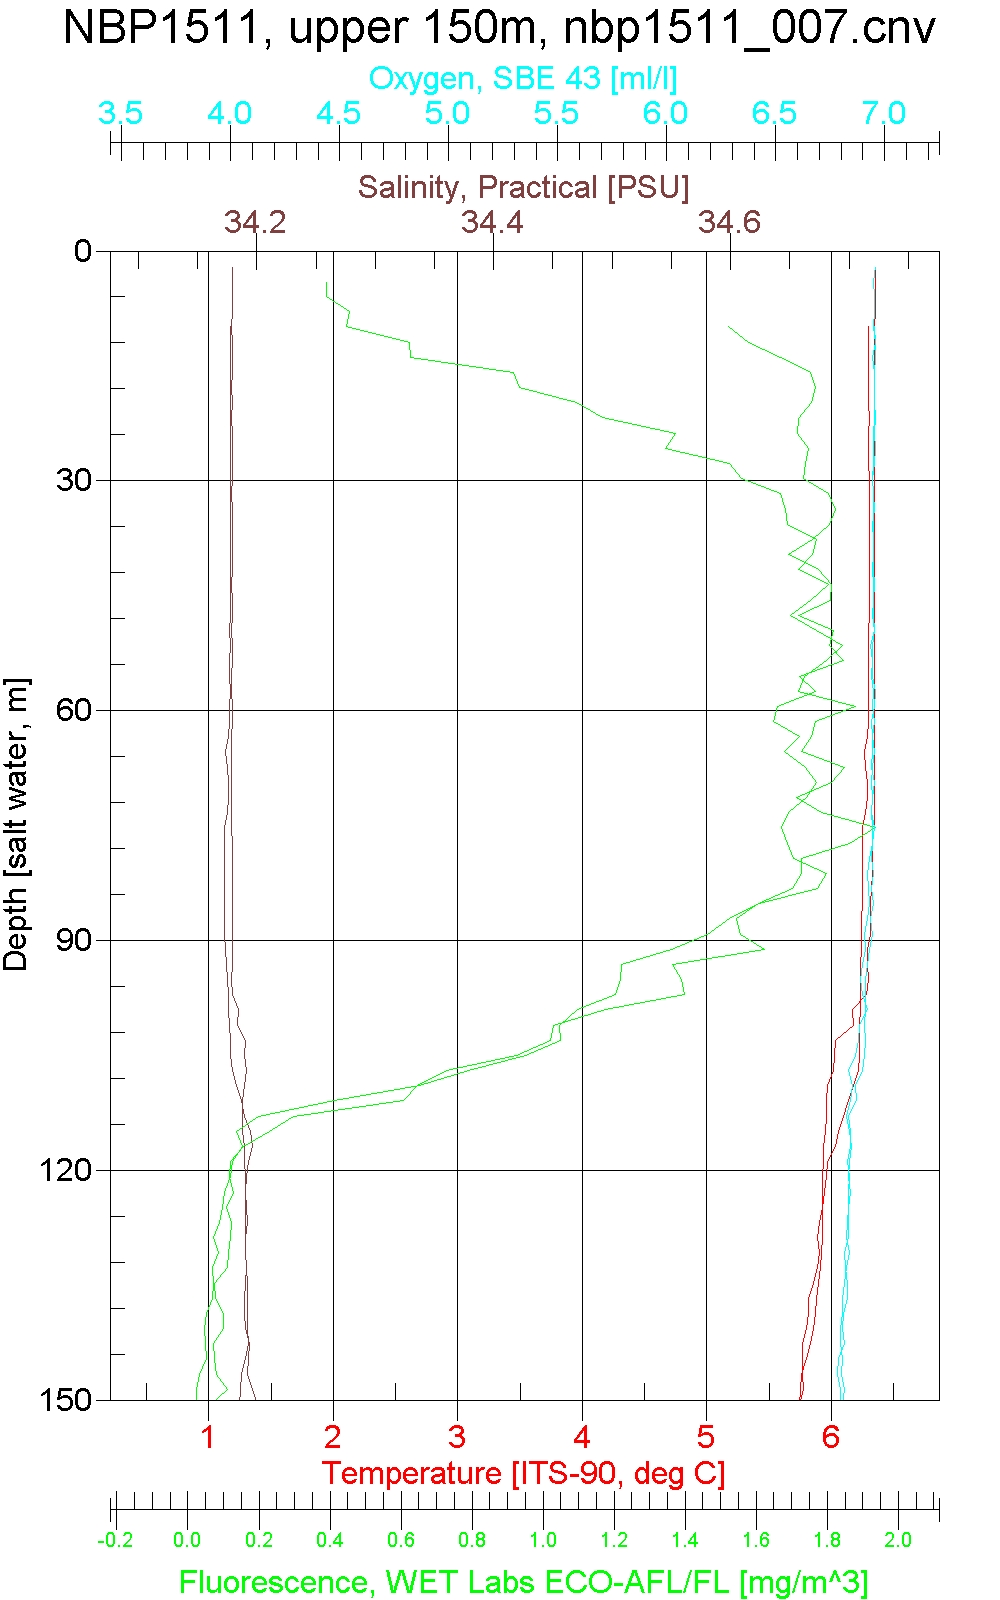 NBP1511, upper 150m, nbp1511_007.cnv
Oxygen, SBE 43 [ml/l]
3.5 4.0 4.5 5.0 5.5 6.0 6.5 7.0
Salinity, Practical [PSU]
34.2 34.4 34.6
0
30
60
90
120
150
Depth [salt water, m]
1 2 3 4 5 6
Temperature [ITS-90, deg C]
-0.2 0.0 0.2 0.4 0.6 0.8 1.0 1.2 1.4 1.6 1.8 2.0
Fluorescence, WET Labs ECO-AFL/FL [mg/m^3]